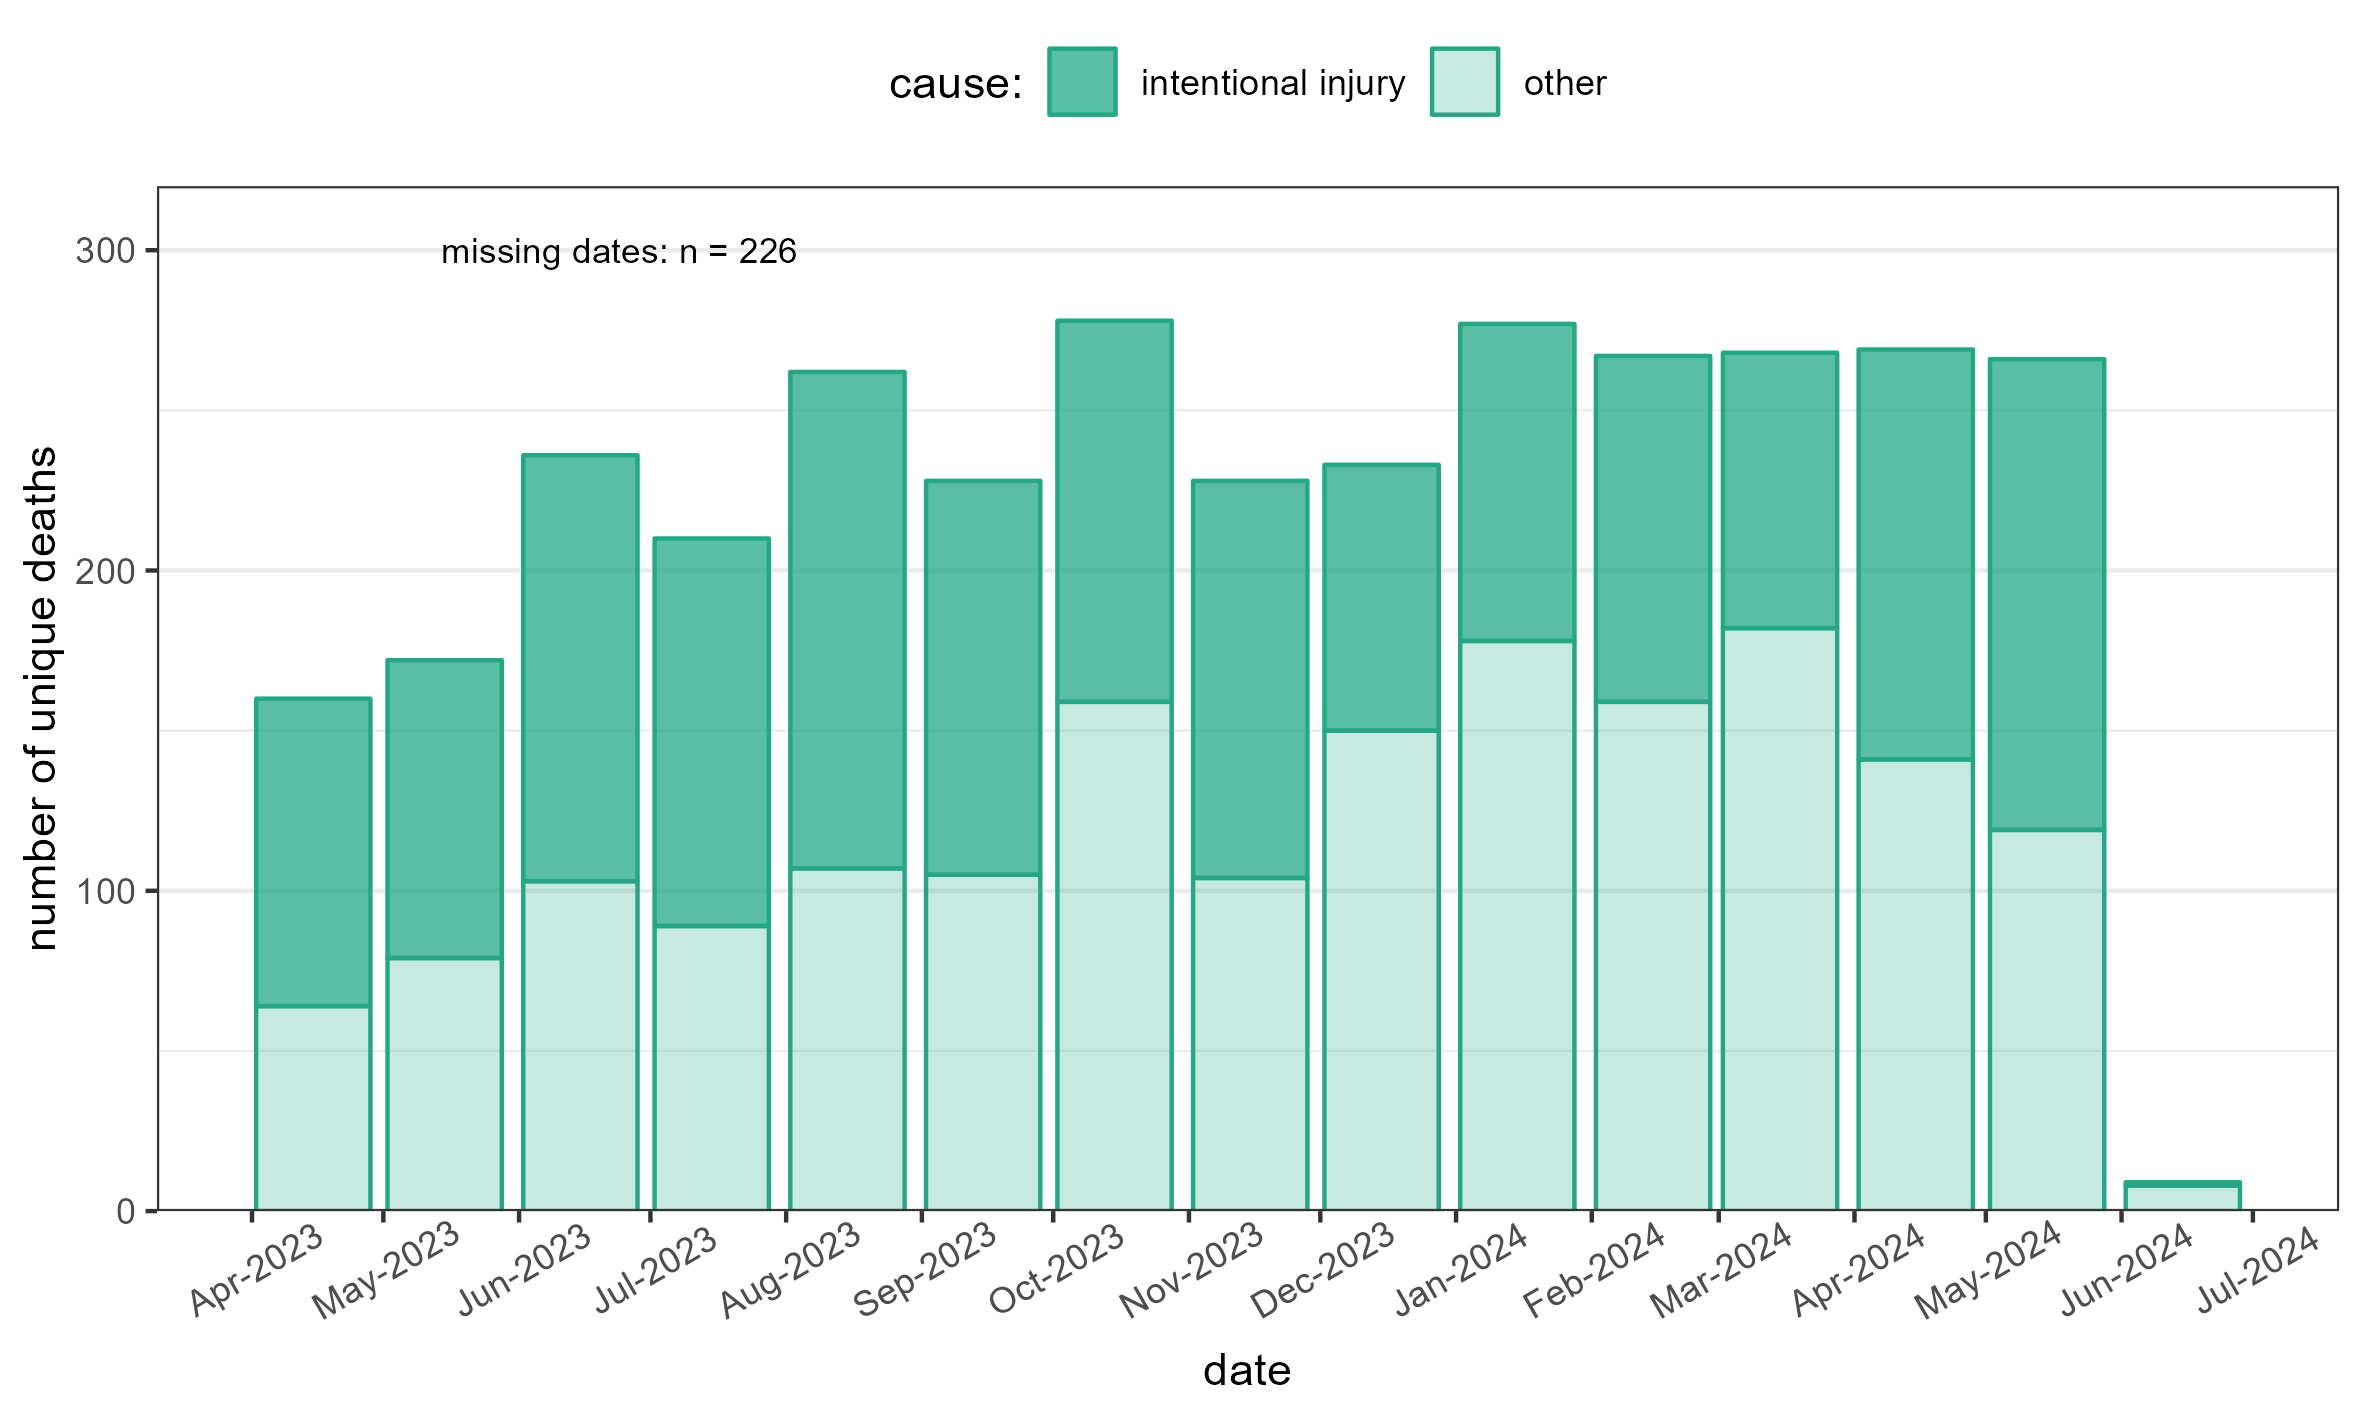 cause: intentional injury other
missing dates: n = 226
300
200
100
0
number of unique deaths
Apr-2023
May-2023
Jun-2023
Jul-2023
Aug-2023
Sep-2023
Oct-2023
Nov-2023
Dec-2023
Jan-2024
Feb-2024
Mar-2024
Apr-2024
May-2024
Jun-2024
Jul-2024
date